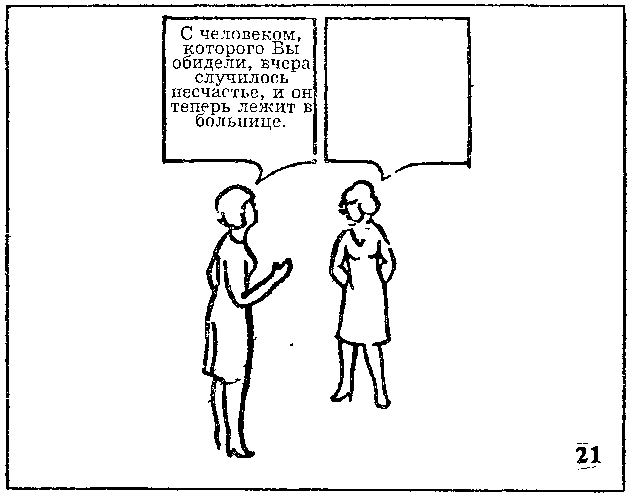 С человеком,
которого Вы
обидели, вчера
случилось
несчастье, и он
теперь лежит в
больнице.
21